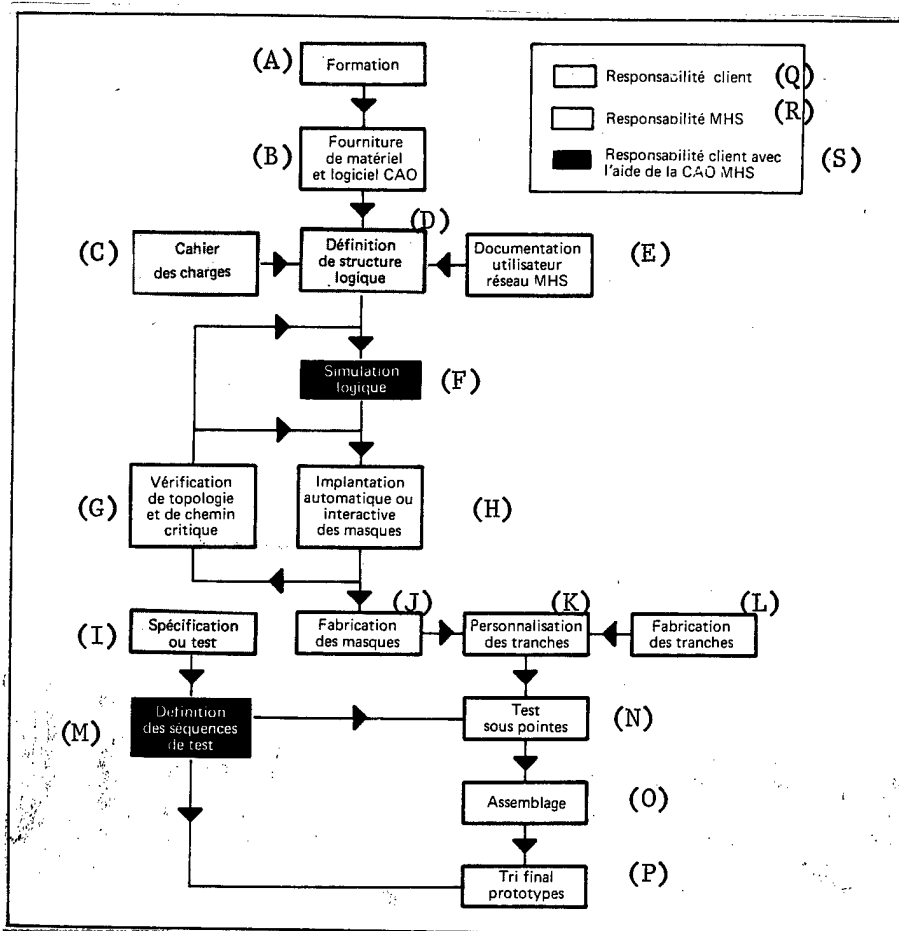 (A)
Formation
Responsabilité client
(Q)
Responsabilité MHS
(R)
Responsabilité client avec
l'aide de la CAO MHS
(S)
(B)
Fourniture
de matériel
et logiciel CAO
(C)
Cahier
des charges
(D)
Définition
de structure
logique
Documentation
utilisateur
réseau MHS
(E)
Simulation
logique
(F)
(G)
Vérification
de topologie
et de chemin
critique
Implantation
automatique ou
interactive
des masques
(H)
(I)
Spécification
ou test
(J)
Fabrication
des masques
(K)
Personnalisation
des tranches
(L)
Fabrication
des tranches
(M)
Définition
des séquences
de test
Test
sous pointes
(N)
Assemblage
(O)
Tri final
prototypes
(P)